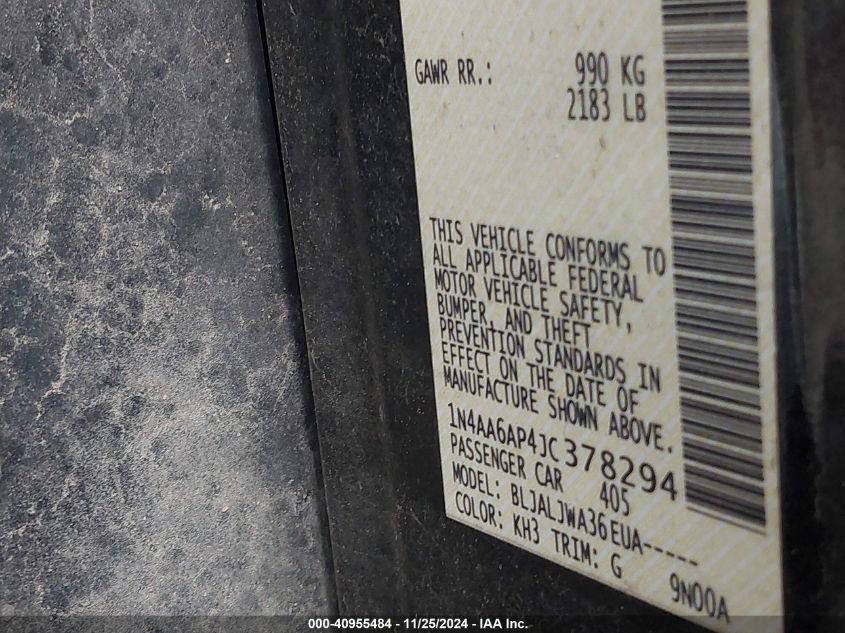 GAWR RR.: 990 KG
2183 LB
THIS VEHICLE CONFORMS TO
ALL APPLICABLE FEDERAL
MOTOR VEHICLE SAFETY,
BUMPER, AND THEFT
PREVENTION STANDARDS IN
EFFECT ON THE DATE OF
MANUFACTURE SHOWN ABOVE.
1N4AA6AP4JC378294
PASSENGER CAR 405
MODEL: BLJALJWA36EUA-----
COLOR: KH3 TRIM: G
9N00A
000-40955484 - 11/25/2024 - IAA Inc.